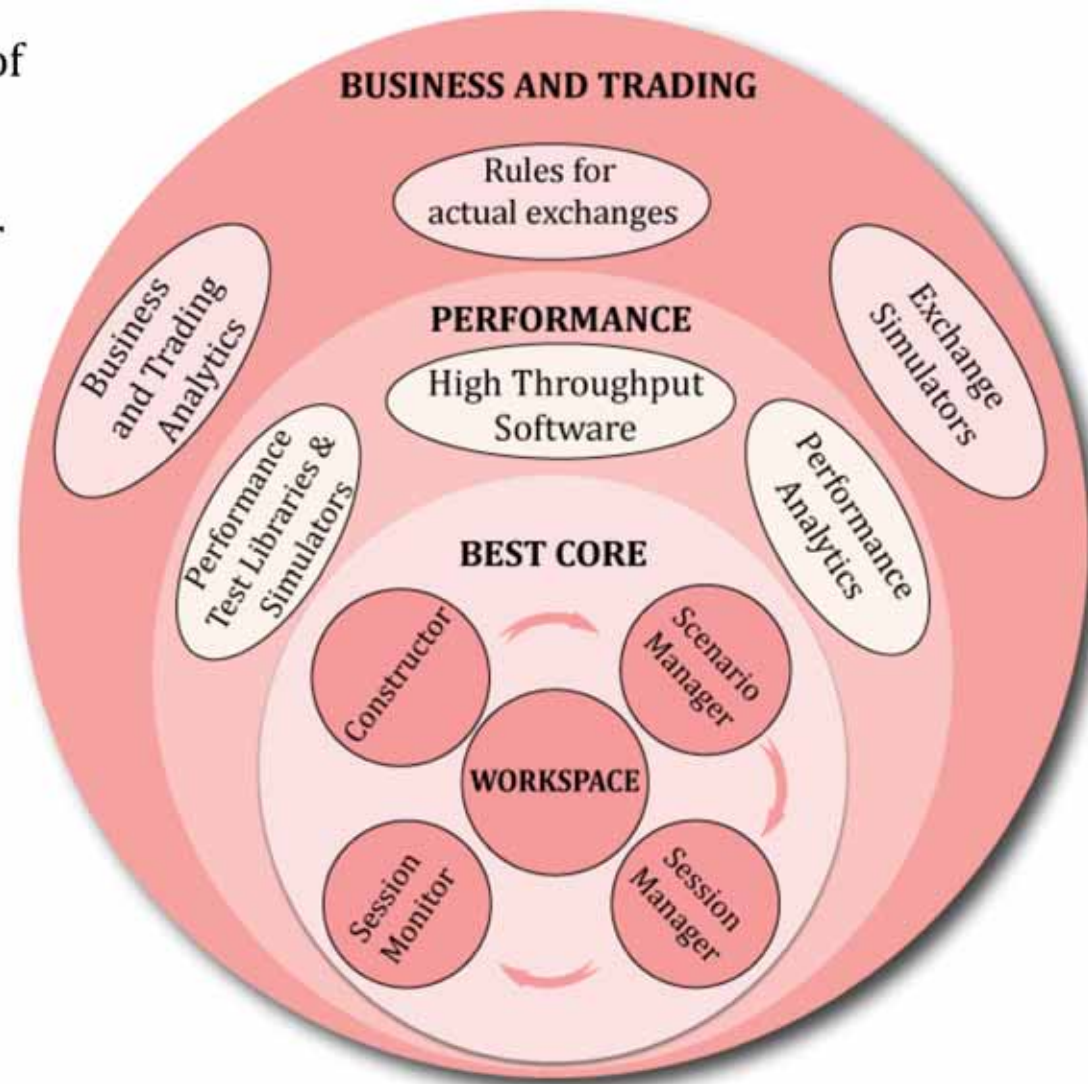 of
r
BUSINESS AND TRADING
Rules for
actual exchanges
Business
and Trading
Analytics
Exchange
Simulators
PERFORMANCE
High Throughput
Software
Performance
Test Libraries &
Simulators
Performance
Analytics
BEST CORE
Constructor
Scenario
Manager
WORKSPACE
Session
Monitor
Session
Manager